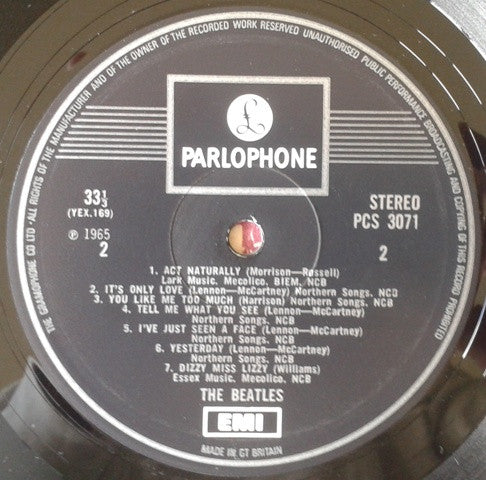 ·ALL RIGHTS OF THE MANUFACTURER AND OF THE OWNER OF THE RECORDED WORK RESERVED UNAUTHORISED PUBLIC PERFORMANCE BROADCASTING AND COPYING OF THIS RECORD PROHIBITED
THE GRAMOPHONE CO LTD
£
PARLOPHONE
33⅓
(YEX.169)
℗ 1965
2
STEREO
PCS 3071
2
1. ACT NATURALLY (Morrison—Russell)
Lark Music. Mecolico. BIEM. NCB
2. IT'S ONLY LOVE (Lennon—McCartney) Northern Songs. NCB
3. YOU LIKE ME TOO MUCH (Harrison) Northern Songs. NCB
4. TELL ME WHAT YOU SEE (Lennon—McCartney)
Northern Songs. NCB
5. I'VE JUST SEEN A FACE (Lennon—McCartney)
Northern Songs. NCB
6. YESTERDAY (Lennon—McCartney)
Northern Songs. NCB
7. DIZZY MISS LIZZY (Williams)
Essex Music. Mecolico. NCB
THE BEATLES
EMI
MADE IN GT BRITAIN